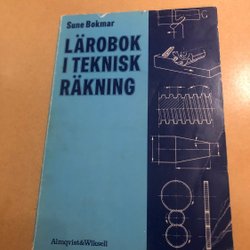 Sune Bokmar
LÄROBOK
I TEKNISK
RÄKNING
Almqvist&Wiksell